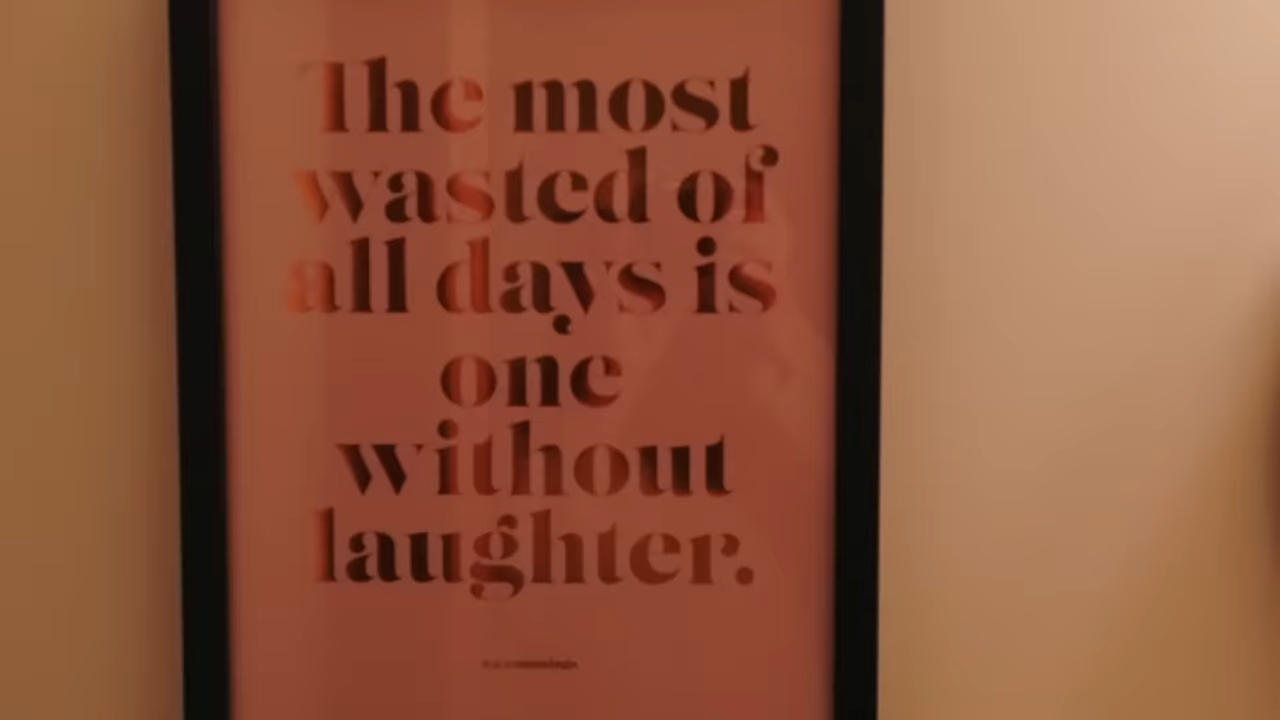 The most
wasted of
all days is
one
without
laughter.